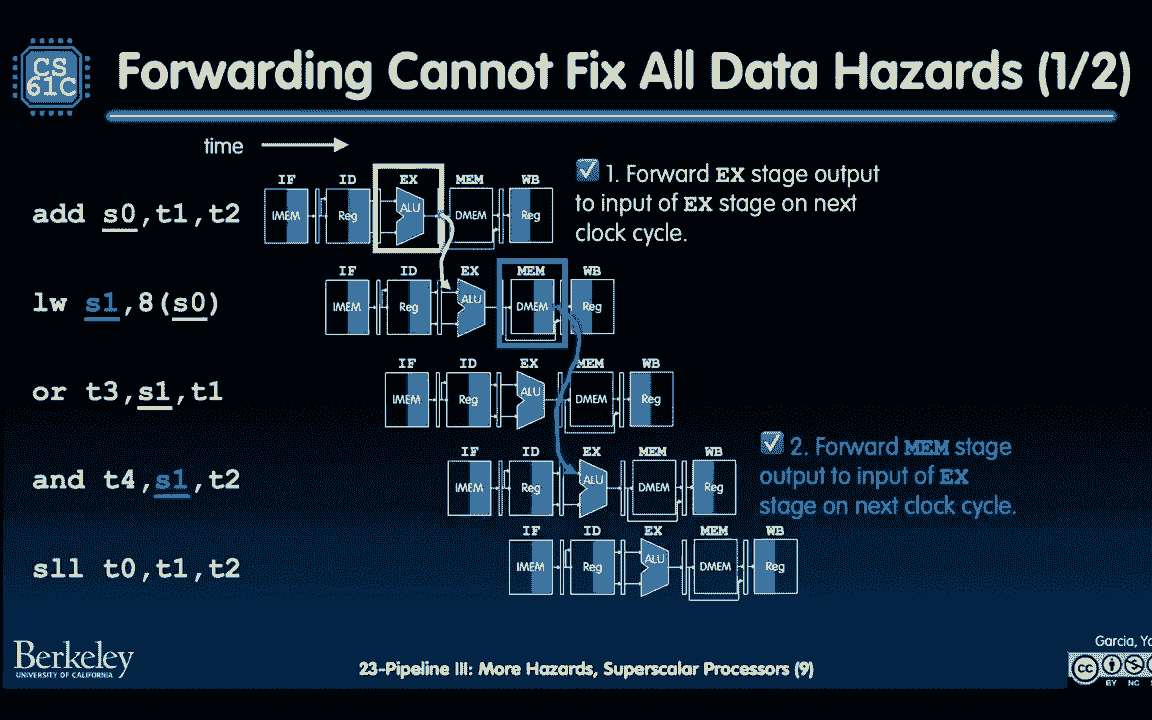 CS
61C
Forwarding Cannot Fix All Data Hazards (1/2)
time
IF ID EX MEM WB
add s0,t1,t2
IMEM Reg ALU DMEM Reg
1. Forward EX stage output
to input of EX stage on next
clock cycle.
IF ID EX MEM WB
lw s1,8(s0)
IMEM Reg ALU DMEM Reg
IF ID EX MEM WB
or t3,s1,t1
IMEM Reg ALU DMEM Reg
IF ID EX MEM WB
and t4,s1,t2
IMEM Reg ALU DMEM Reg
2. Forward MEM stage
output to input of EX
stage on next clock cycle.
IF ID EX MEM WB
sll t0,t1,t2
IMEM Reg ALU DMEM Reg
Berkeley
UNIVERSITY OF CALIFORNIA
23-Pipeline III: More Hazards, Superscalar Processors (9)
Garcia, Yo
cc
BY NC